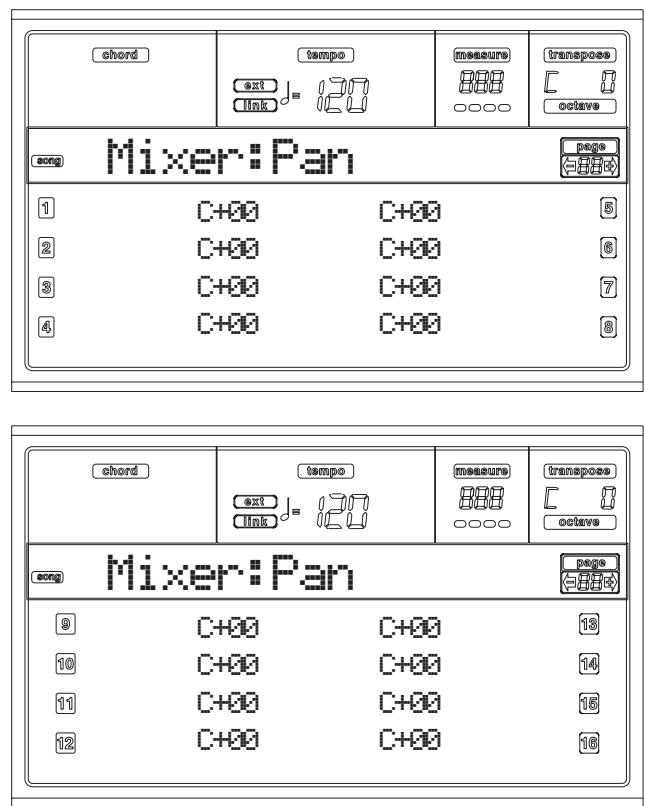 chord tempo measure transpose
ext 888 C 0
link ♩= 120 octave
song Mixer:Pan page
88
1 C+00 C+00 5
2 C+00 C+00 6
3 C+00 C+00 7
4 C+00 C+00 8
chord tempo measure transpose
ext 888 C 0
link ♩= 120 octave
song Mixer:Pan page
88
9 C+00 C+00 13
10 C+00 C+00 14
11 C+00 C+00 15
12 C+00 C+00 16